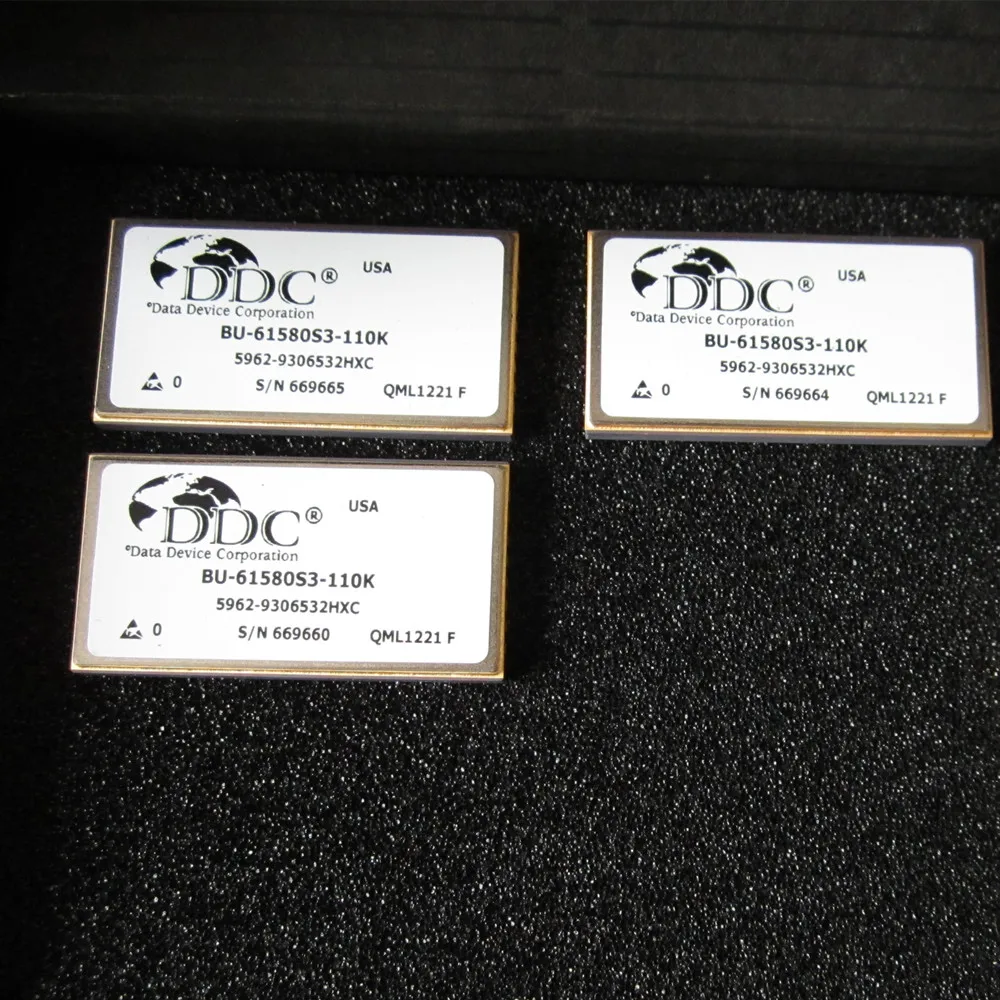 DDC® USA
©Data Device Corporation
BU-61580S3-110K
5962-9306532HXC
0 S/N 669665 QML1221 F
DDC® USA
©Data Device Corporation
BU-61580S3-110K
5962-9306532HXC
0 S/N 669664 QML1221 F
DDC® USA
©Data Device Corporation
BU-61580S3-110K
5962-9306532HXC
0 S/N 669660 QML1221 F